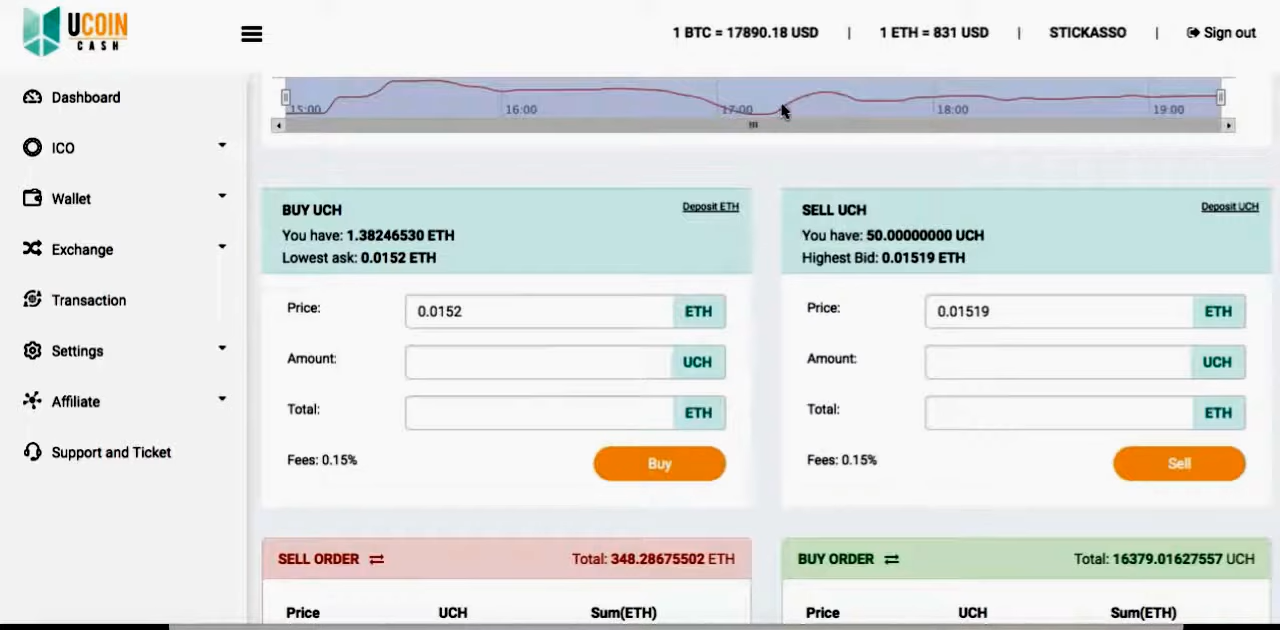 UCOIN
CASH
1 BTC = 17890.18 USD | 1 ETH = 831 USD | STICKASSO | Sign out
Dashboard
ICO
Wallet
Exchange
Transaction
Settings
Affiliate
Support and Ticket
15:00 16:00 17:00 18:00 19:00
BUY UCH Deposit ETH
You have: 1.38246530 ETH
Lowest ask: 0.0152 ETH
Price: 0.0152 ETH
Amount: UCH
Total: ETH
Fees: 0.15% Buy
SELL UCH Deposit UCH
You have: 50.00000000 UCH
Highest Bid: 0.01519 ETH
Price: 0.01519 ETH
Amount: UCH
Total: ETH
Fees: 0.15% Sell
SELL ORDER Total: 348.28675502 ETH
Price UCH Sum(ETH)
BUY ORDER Total: 16379.01627557 UCH
Price UCH Sum(ETH)